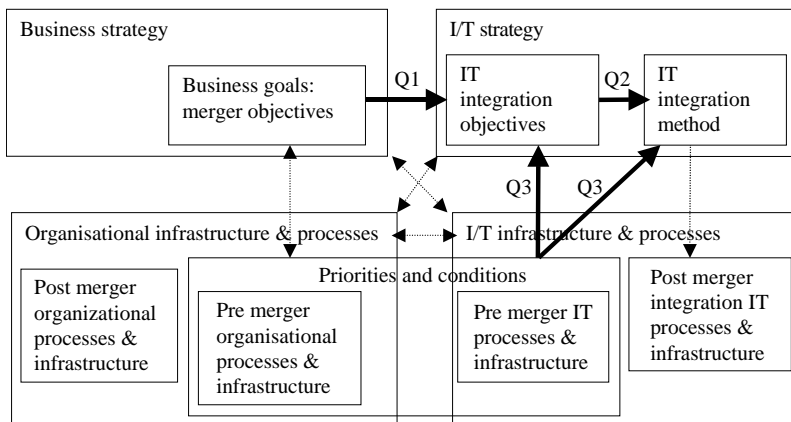 Business strategy
Business goals:
merger objectives
Q1
I/T strategy
IT
integration
objectives
Q2
IT
integration
method
Q3
Q3
Organisational infrastructure & processes
I/T infrastructure & processes
Priorities and conditions
Post merger
organizational
processes &
infrastructure
Pre merger
organisational
processes &
infrastructure
Pre merger IT
processes &
infrastructure
Post merger
integration IT
processes &
infrastructure